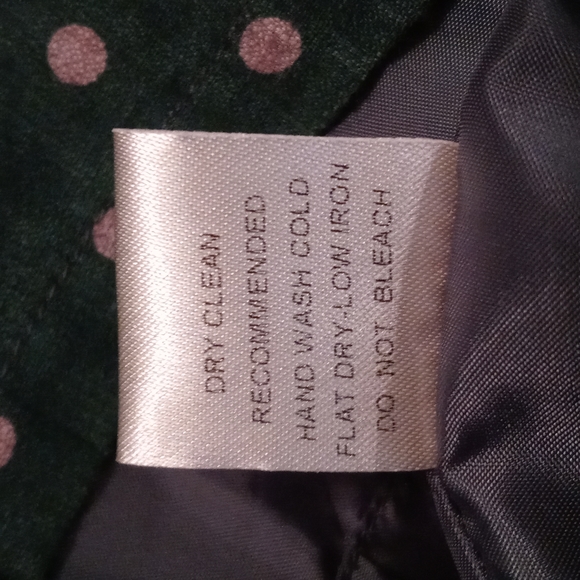 DRY CLEAN
RECOMMENDED
HAND WASH COLD
FLAT DRY-LOW IRON
DO NOT BLEACH